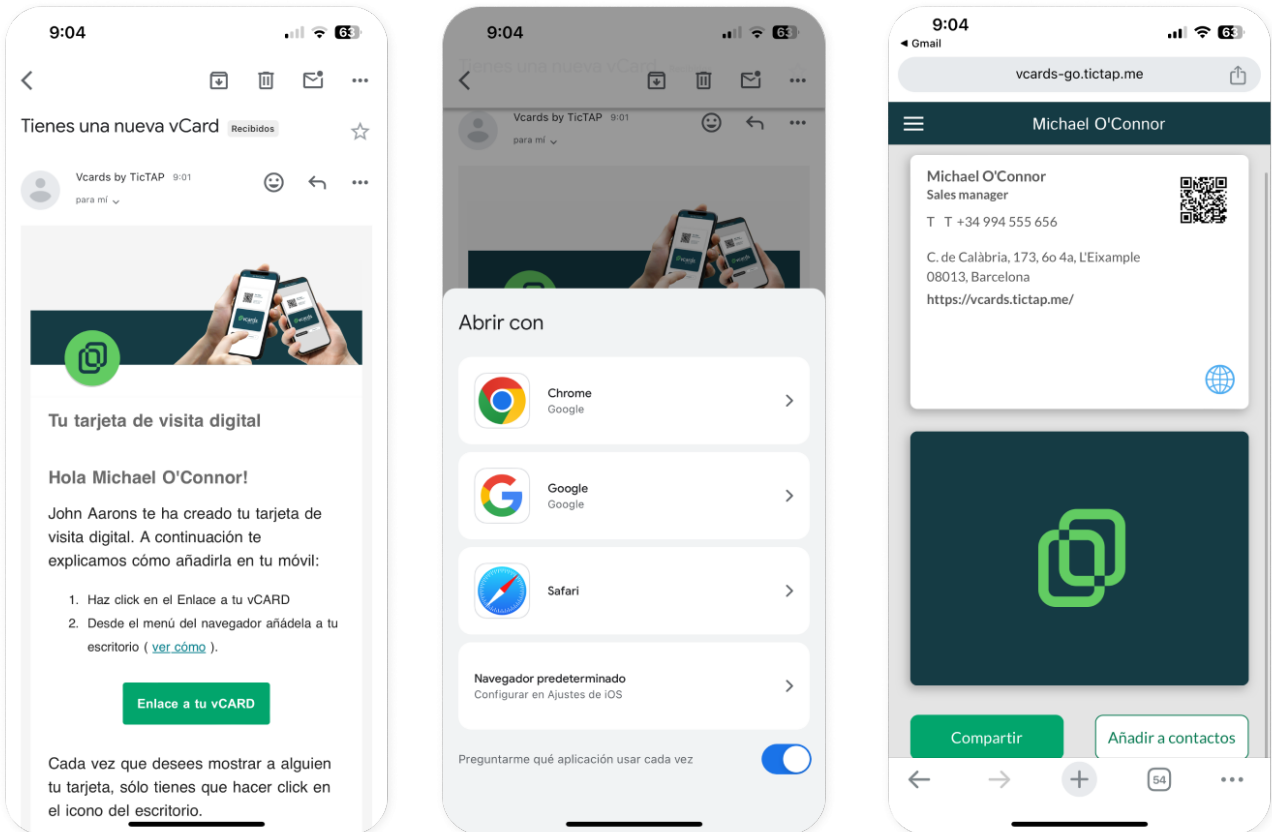 9:04
63
Tienes una nueva vCard Recibidos
Vcards by TicTAP 9:01
para mí
vcards
Tu tarjeta de visita digital
Hola Michael O'Connor!
John Aarons te ha creado tu tarjeta de
visita digital. A continuación te
explicamos cómo añadirla en tu móvil:
1. Haz click en el Enlace a tu vCARD
2. Desde el menú del navegador añádela a tu
escritorio ( ver cómo ).
Enlace a tu vCARD
Cada vez que desees mostrar a alguien
tu tarjeta, sólo tienes que hacer click en
el icono del escritorio.
9:04
63
Tienes una nueva vCard
Vcards by TicTAP 9:01
para mí
Abrir con
Chrome
Google
Google
Google
Safari
Navegador predeterminado
Configurar en Ajustes de iOS
Preguntarme qué aplicación usar cada vez
9:04
63
Gmail
vcards-go.tictap.me
Michael O'Connor
Michael O'Connor
Sales manager
T T +34 994 555 656
C. de Calàbria, 173, 6o 4a, L'Eixample
08013, Barcelona
https://vcards.tictap.me/
Compartir
Añadir a contactos
54